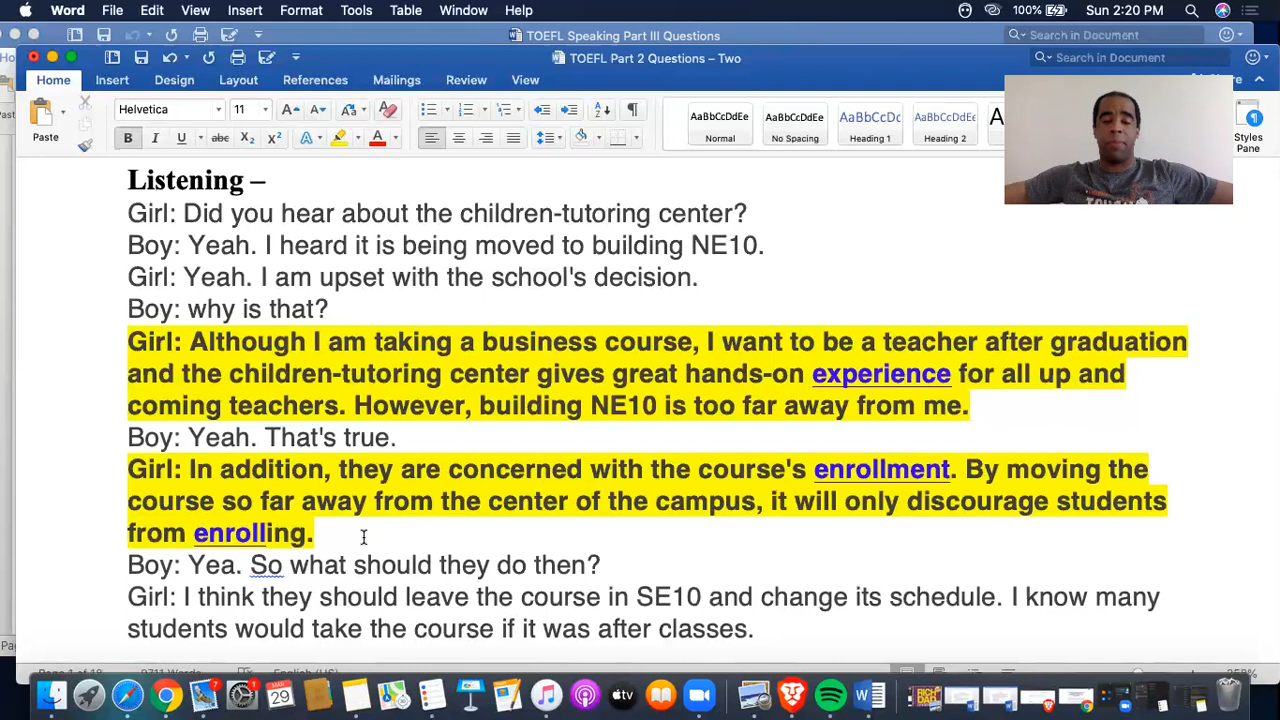 Word File Edit View Insert Format Tools Table Window Help 100% Sun 2:20 PM
TOEFL Speaking Part III Questions Search in Document
TOEFL Part 2 Questions – Two Search in Document
Home Insert Design Layout References Mailings Review View Share
Paste Helvetica 11 AaBbCcDdEe AaBbCcDdEe AaBbCcDc AaBbCcDdEe
B I U abc X₂ X² A A Normal No Spacing Heading 1 Heading 2 Styles Pane
Listening –
Girl: Did you hear about the children-tutoring center?
Boy: Yeah. I heard it is being moved to building NE10.
Girl: Yeah. I am upset with the school's decision.
Boy: why is that?
Girl: Although I am taking a business course, I want to be a teacher after graduation
and the children-tutoring center gives great hands-on experience for all up and
coming teachers. However, building NE10 is too far away from me.
Boy: Yeah. That's true.
Girl: In addition, they are concerned with the course's enrollment. By moving the
course so far away from the center of the campus, it will only discourage students
from enrolling.
Boy: Yea. So what should they do then?
Girl: I think they should leave the course in SE10 and change its schedule. I know many
students would take the course if it was after classes.